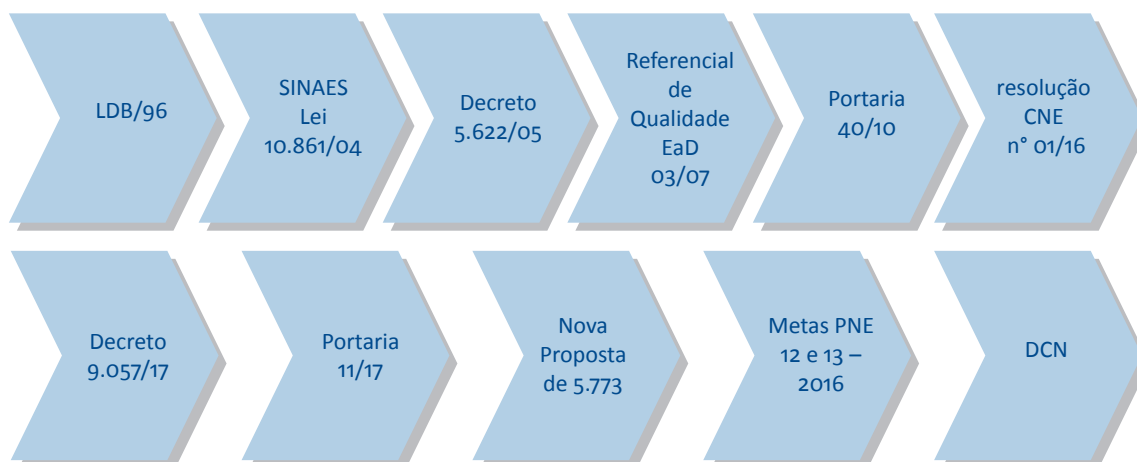 LDB/96
SINAES
Lei
10.861/04
Decreto
5.622/05
Referencial
de
Qualidade
EaD
03/07
Portaria
40/10
resolução
CNE
n° 01/16
Decreto
9.057/17
Portaria
11/17
Nova
Proposta
de 5.773
Metas PNE
12 e 13 –
2016
DCN